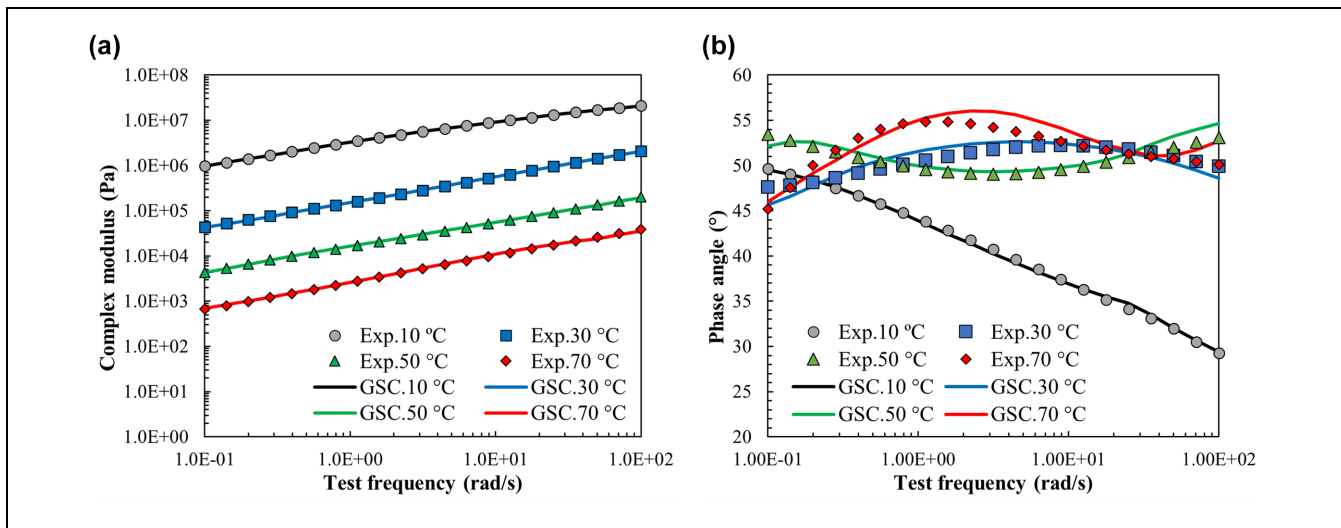 (a)
1.0E+08
1.0E+07
1.0E+06
1.0E+05
1.0E+04
1.0E+03
1.0E+02
1.0E+01
1.0E+00
Complex modulus (Pa)
Exp.10 ºC Exp.30 °C
Exp.50 °C Exp.70 °C
GSC.10 °C GSC.30 °C
GSC.50 °C GSC.70 °C
1.0E-01 1.0E+00 1.0E+01 1.0E+02
Test frequency (rad/s)
(b)
60
55
50
45
40
35
30
25
20
Phase angle (°)
Exp.10 °C Exp.30 °C
Exp.50 °C Exp.70 °C
GSC.10 °C GSC.30 °C
GSC.50 °C GSC.70 °C
1.00E-01 1.00E+00 1.00E+01 1.00E+02
Test frequency (rad/s)